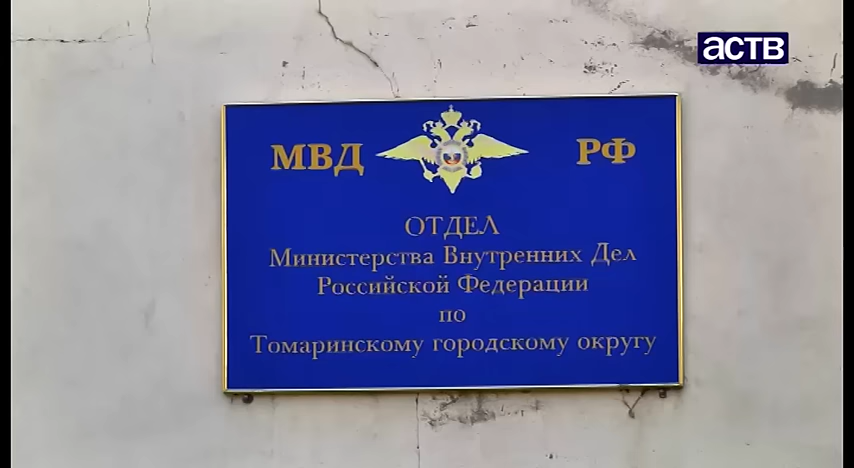 аств
МВД РФ
ОТДЕЛ
Министерства Внутренних Дел
Российской Федерации
по
Томаринскому городскому округу